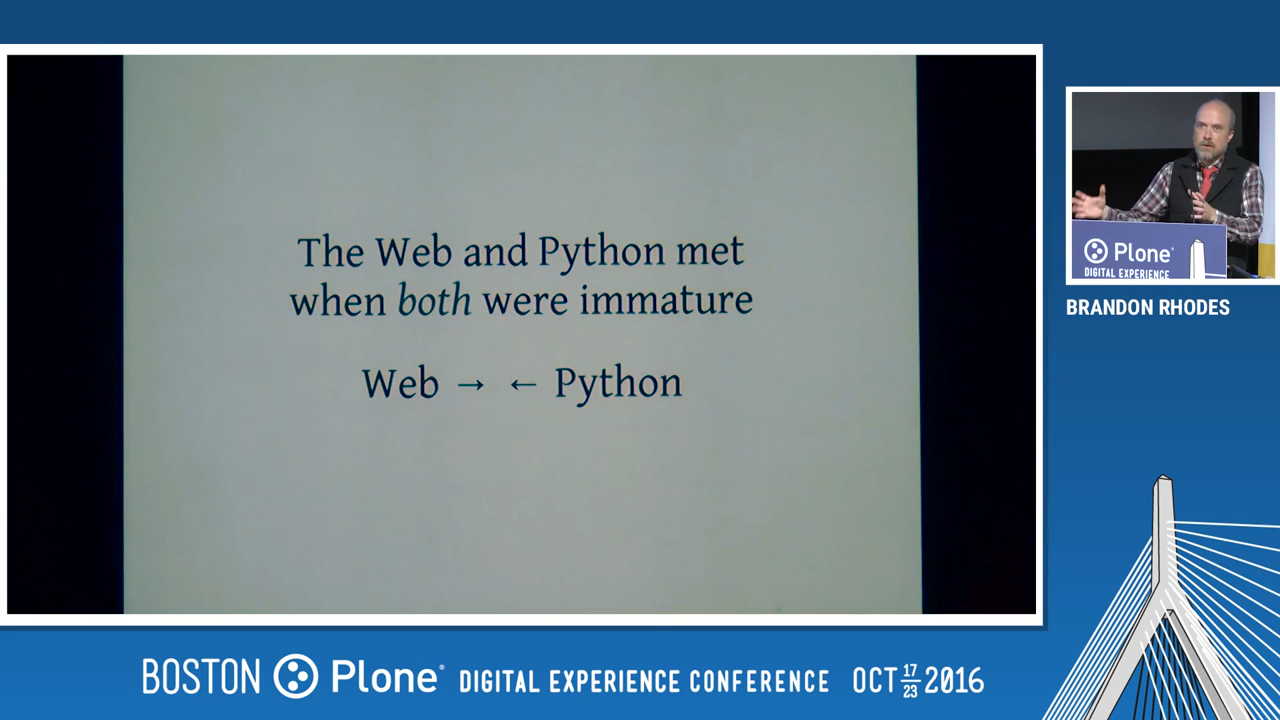 The Web and Python met
when both were immature
Web → ← Python
Plone
DIGITAL EXPERIENCE
BRANDON RHODES
BOSTON Plone DIGITAL EXPERIENCE CONFERENCE OCT 17 23 2016